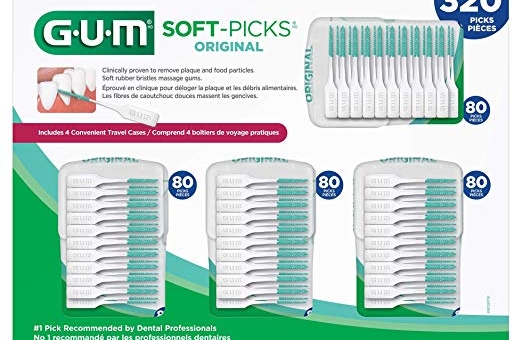 G·U·M
SOFT-PICKS®
ORIGINAL
320
PICKS
PIÈCES
Clinically proven to remove plaque and food particles.
Soft rubber bristles massage gums.
Éprouvé en clinique pour déloger la plaque et les débris alimentaires.
Les fibres de caoutchouc douces massent les gencives.
Includes 4 Convenient Travel Cases / Comprend 4 boîtiers de voyage pratiques
ORIGINAL
80
PICKS
PIÈCES
ORIGINAL
80
PICKS
PIÈCES
ORIGINAL
80
PICKS
PIÈCES
ORIGINAL
80
PICKS
PIÈCES
#1 Pick Recommended by Dental Professionals
No 1 recommandé par les professionnels dentaires